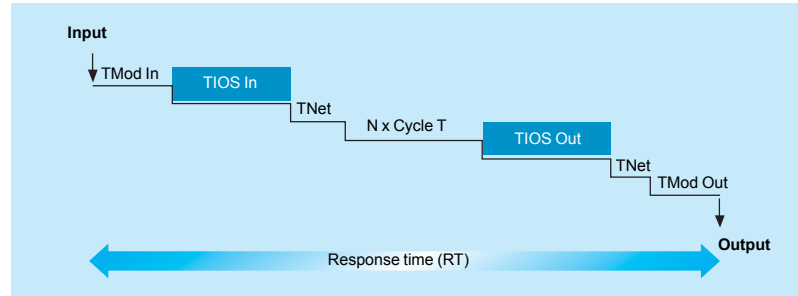 Input
TMod In
TIOS In
TNet
N x Cycle T
TIOS Out
TNet
TMod Out
Output
Response time (RT)